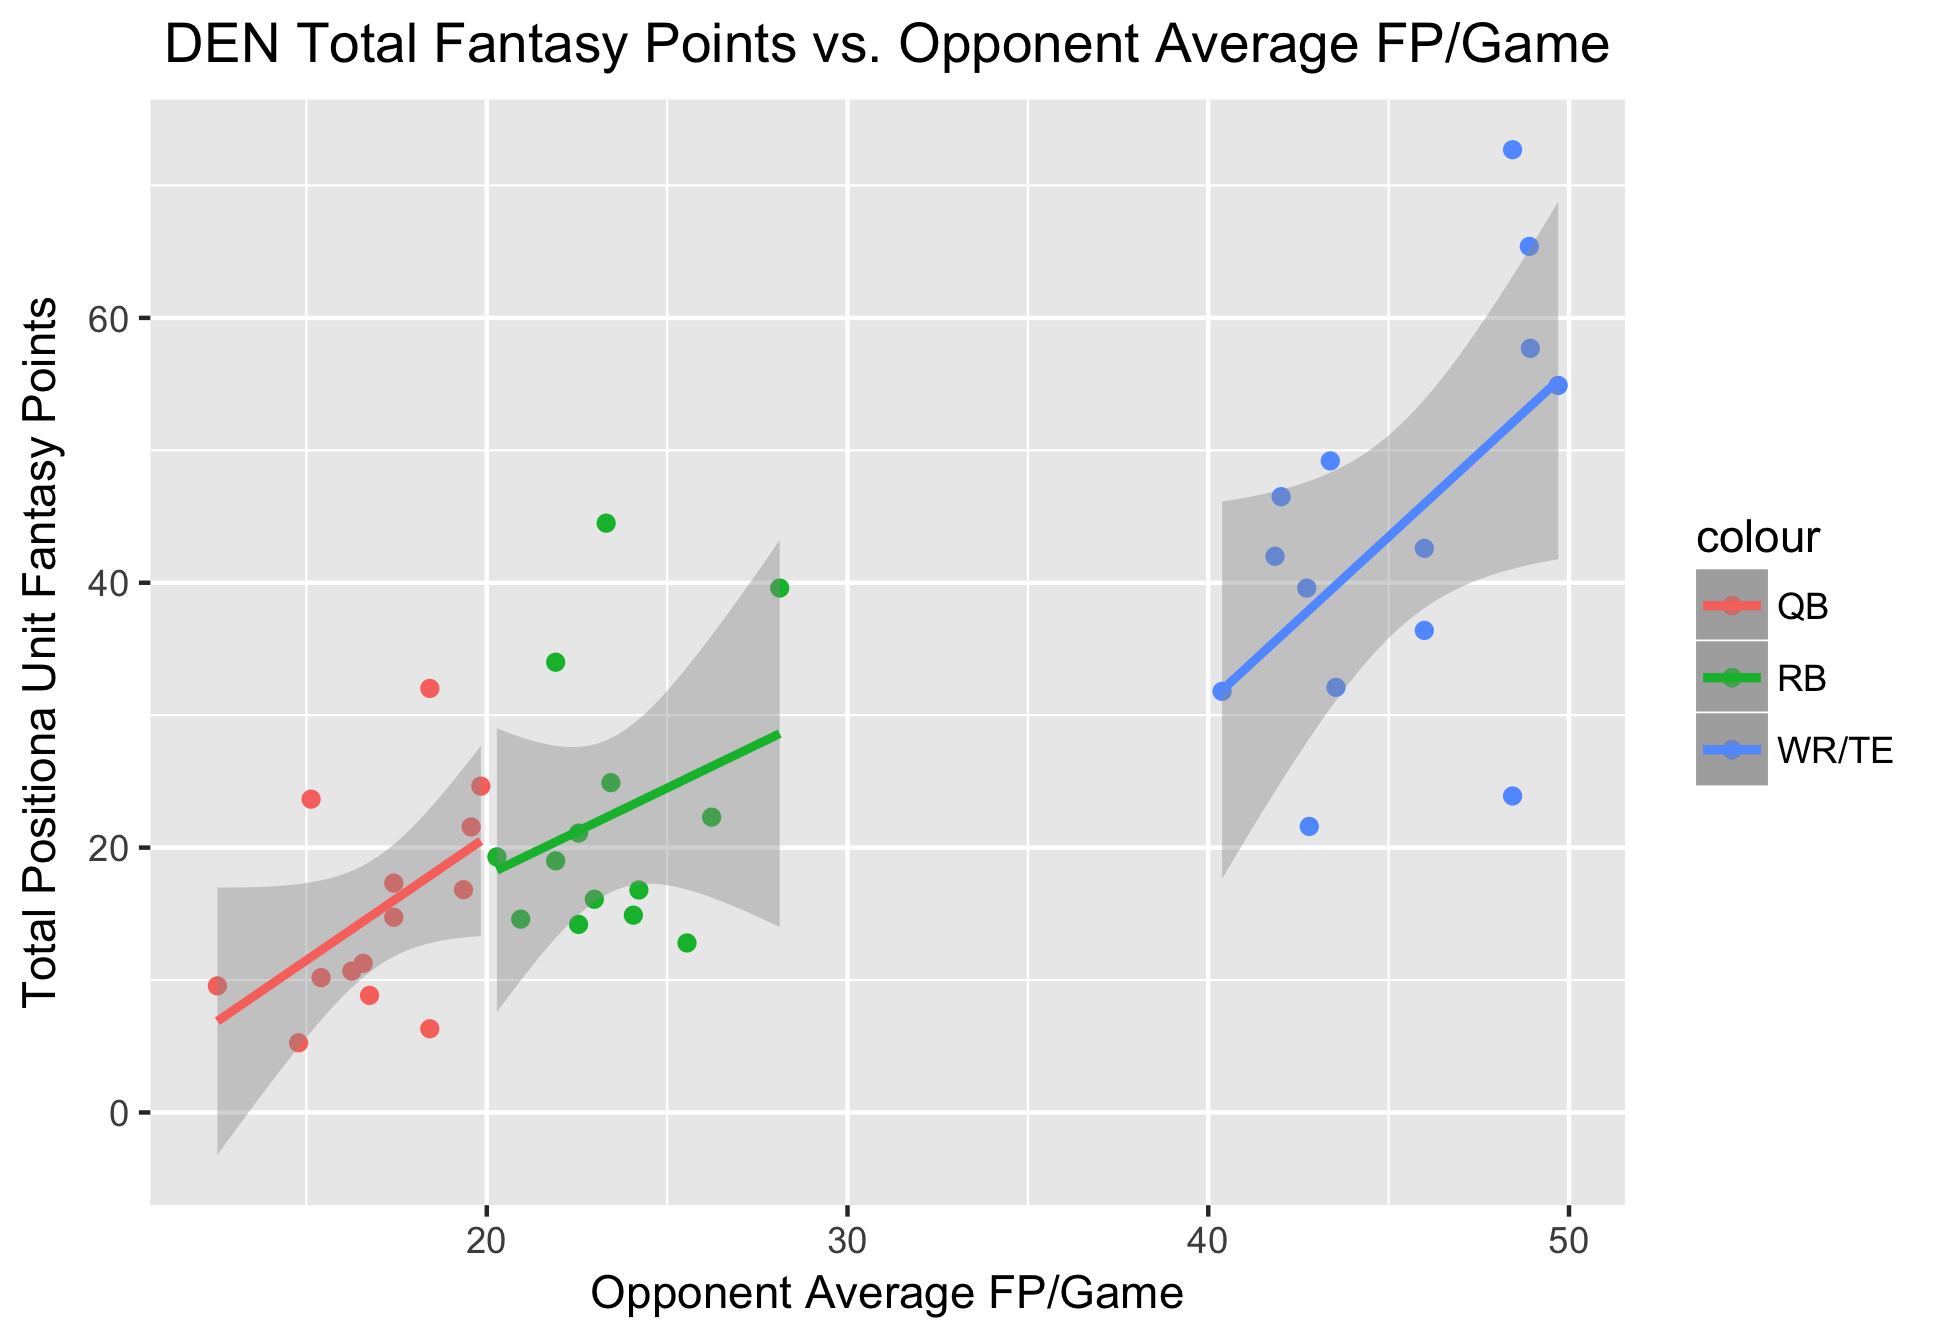 DEN Total Fantasy Points vs. Opponent Average FP/Game
Total Positiona Unit Fantasy Points
60
40
20
0
20
30
40
50
Opponent Average FP/Game
colour
QB
RB
WR/TE